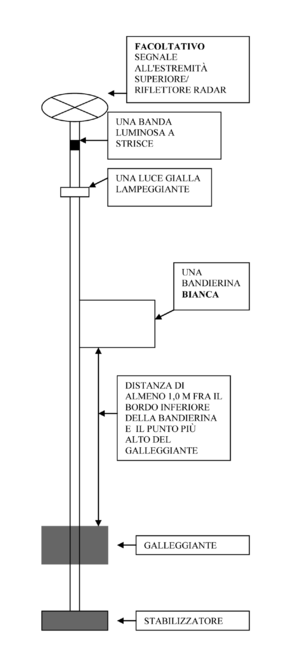 FACOLTATIVO
SEGNALE
ALL'ESTREMITÀ
SUPERIORE/
RIFLETTORE RADAR
UNA BANDA
LUMINOSA A
STRISCE
UNA LUCE GIALLA
LAMPEGGIANTE
UNA
BANDIERINA
BIANCA
DISTANZA DI
ALMENO 1,0 M FRA IL
BORDO INFERIORE
DELLA BANDIERINA
E IL PUNTO PIÙ
ALTO DEL
GALLEGGIANTE
GALLEGGIANTE
STABILIZZATORE